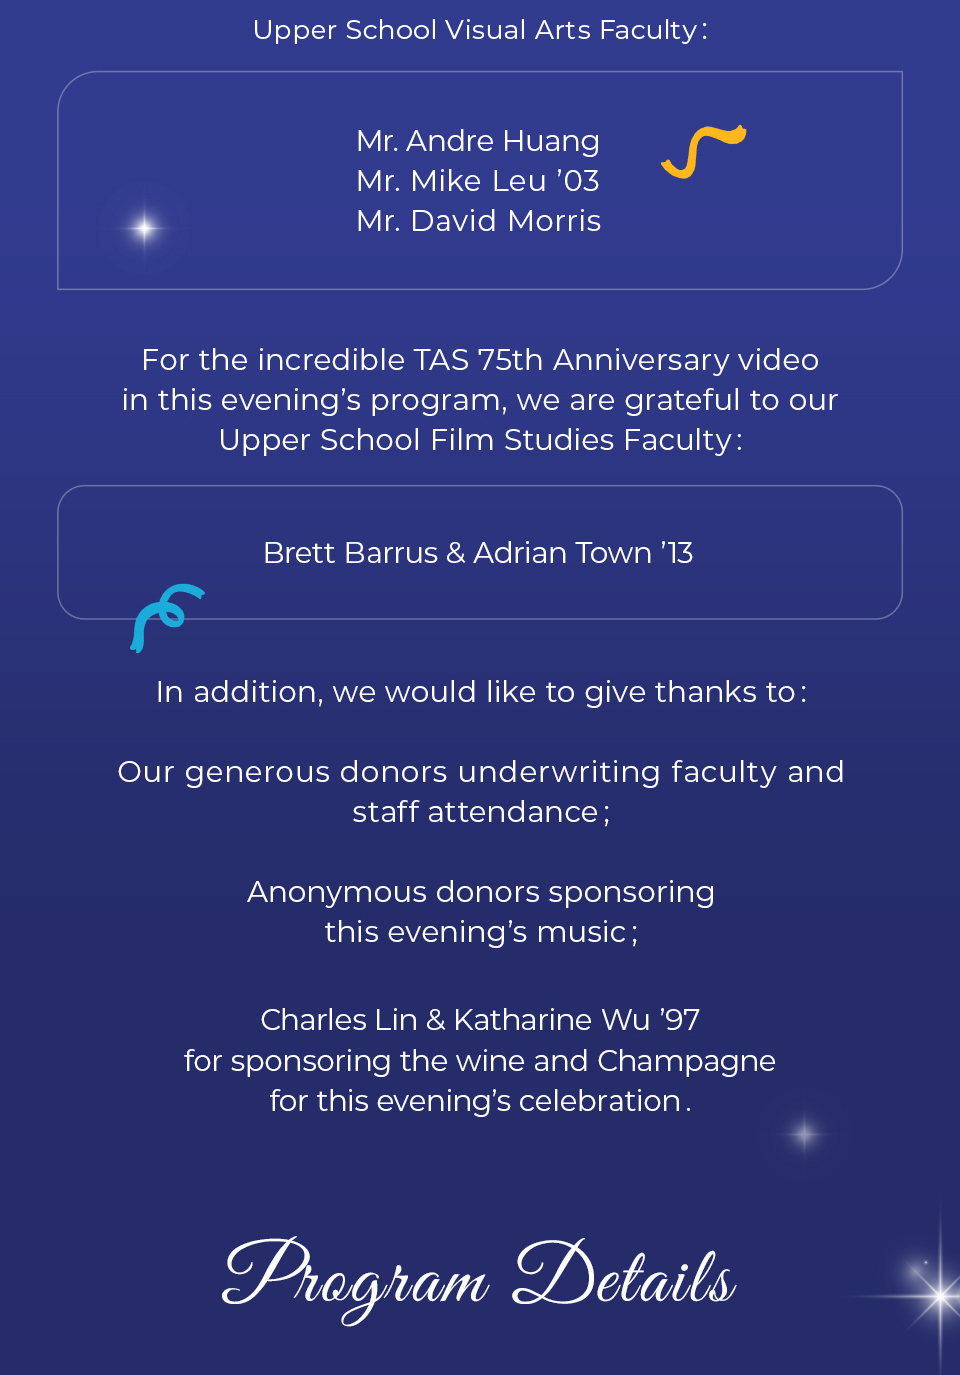 Upper School Visual Arts Faculty:
Mr. Andre Huang
Mr. Mike Leu ’03
Mr. David Morris
For the incredible TAS 75th Anniversary video
in this evening’s program, we are grateful to our
Upper School Film Studies Faculty:
Brett Barrus & Adrian Town ’13
In addition, we would like to give thanks to:
Our generous donors underwriting faculty and
staff attendance;
Anonymous donors sponsoring
this evening’s music;
Charles Lin & Katharine Wu ’97
for sponsoring the wine and Champagne
for this evening’s celebration.
Program Details